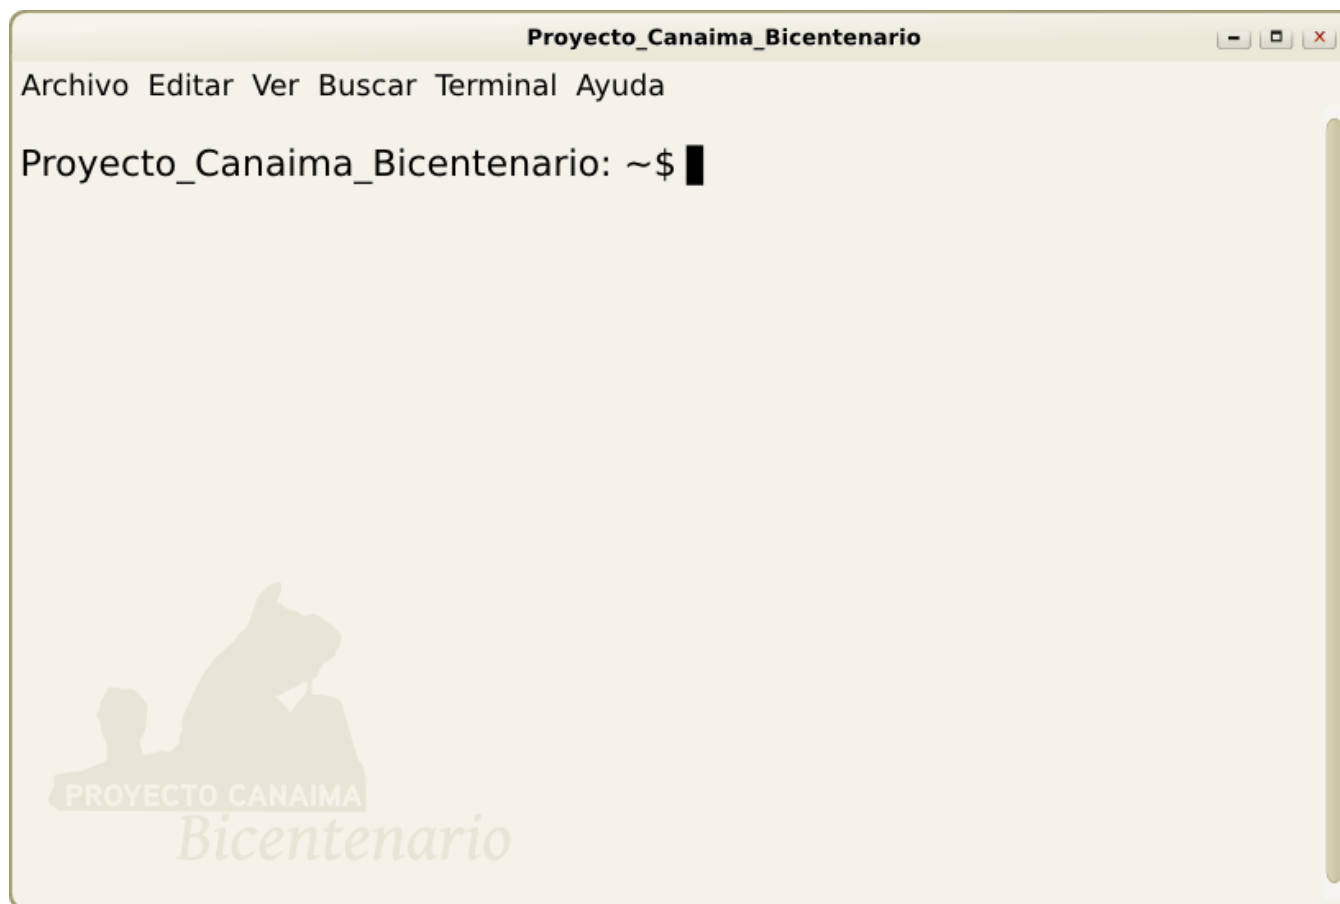 Proyecto_Canaima_Bicentenario
Archivo Editar Ver Buscar Terminal Ayuda
Proyecto_Canaima_Bicentenario: ~$
PROYECTO CANAIMA
Bicentenario